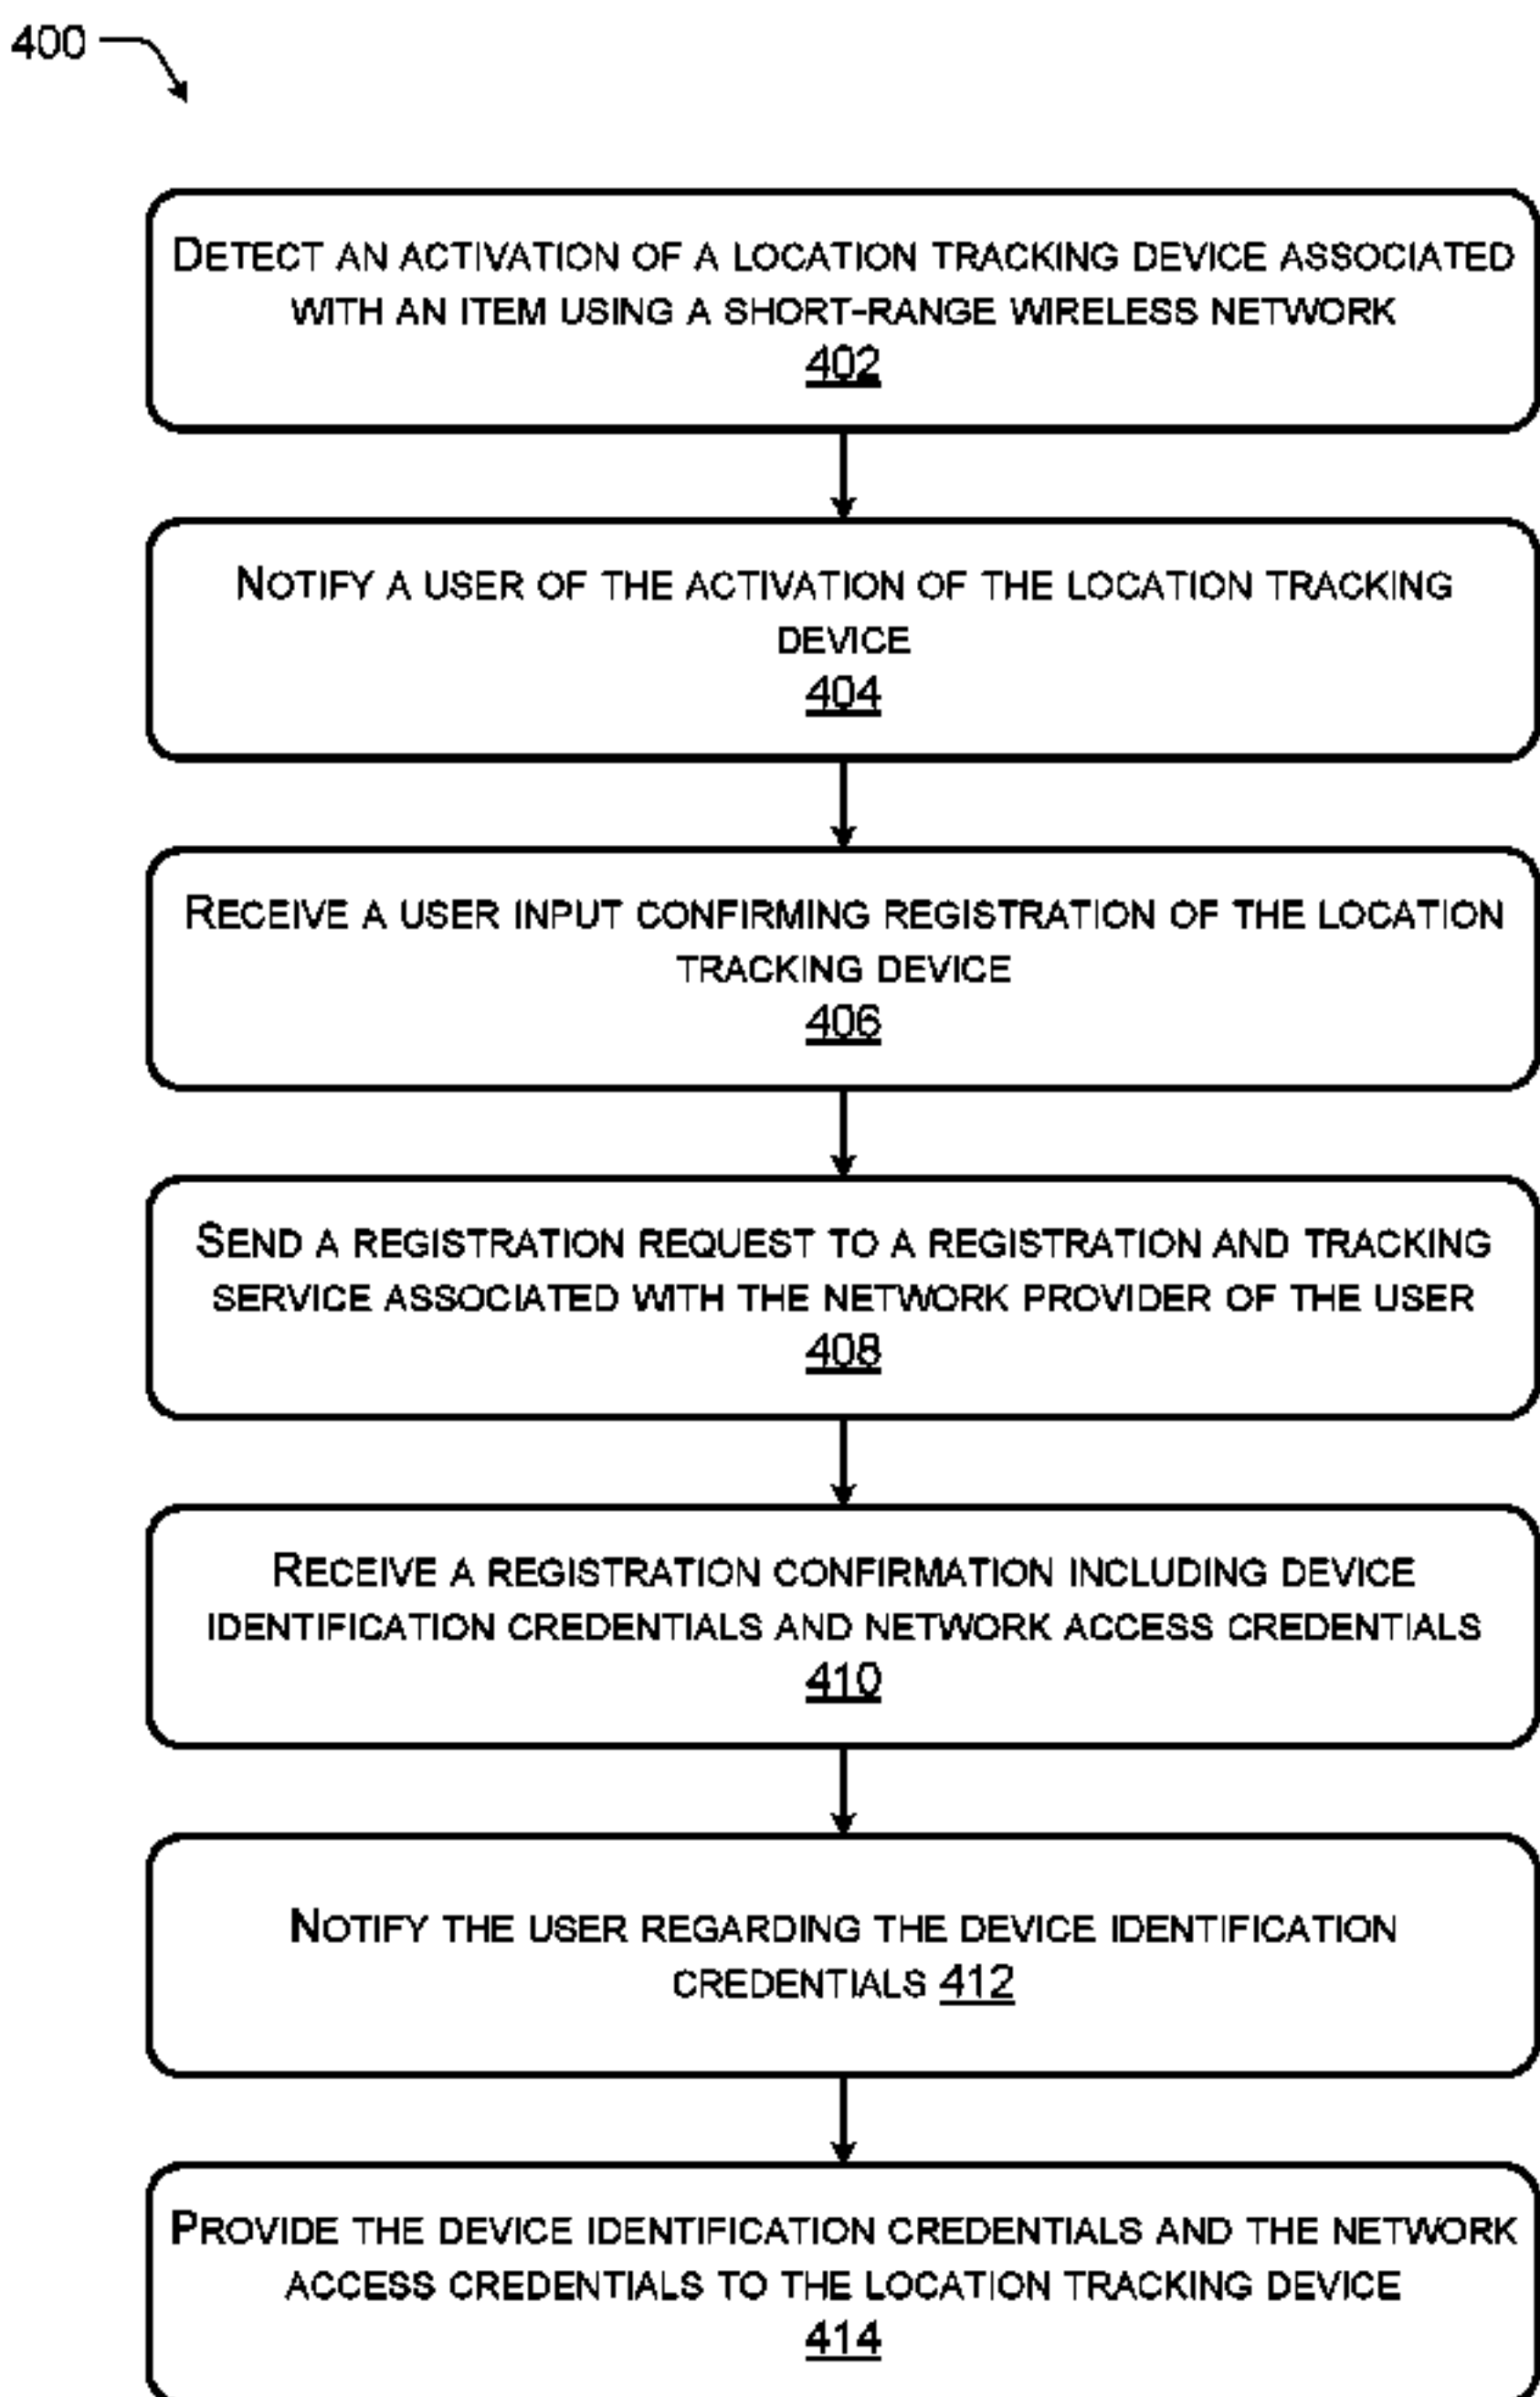 400
DETECT AN ACTIVATION OF A LOCATION TRACKING DEVICE ASSOCIATED
WITH AN ITEM USING A SHORT-RANGE WIRELESS NETWORK
402
NOTIFY A USER OF THE ACTIVATION OF THE LOCATION TRACKING
DEVICE
404
RECEIVE A USER INPUT CONFIRMING REGISTRATION OF THE LOCATION
TRACKING DEVICE
406
SEND A REGISTRATION REQUEST TO A REGISTRATION AND TRACKING
SERVICE ASSOCIATED WITH THE NETWORK PROVIDER OF THE USER
408
RECEIVE A REGISTRATION CONFIRMATION INCLUDING DEVICE
IDENTIFICATION CREDENTIALS AND NETWORK ACCESS CREDENTIALS
410
NOTIFY THE USER REGARDING THE DEVICE IDENTIFICATION
CREDENTIALS 412
PROVIDE THE DEVICE IDENTIFICATION CREDENTIALS AND THE NETWORK
ACCESS CREDENTIALS TO THE LOCATION TRACKING DEVICE
414